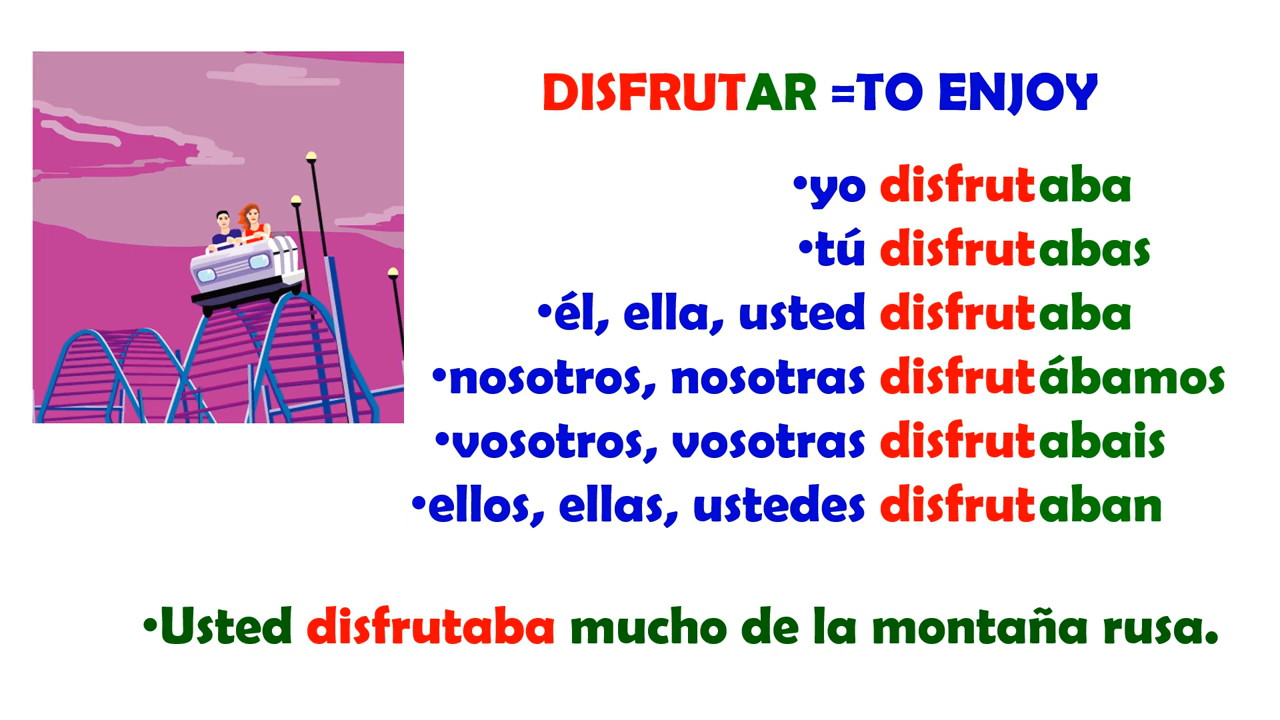 DISFRUTAR =TO ENJOY
•yo disfrutaba
•tú disfrutabas
•él, ella, usted disfrutaba
•nosotros, nosotras disfrutábamos
•vosotros, vosotras disfrutabais
•ellos, ellas, ustedes disfrutaban
•Usted disfrutaba mucho de la montaña rusa.